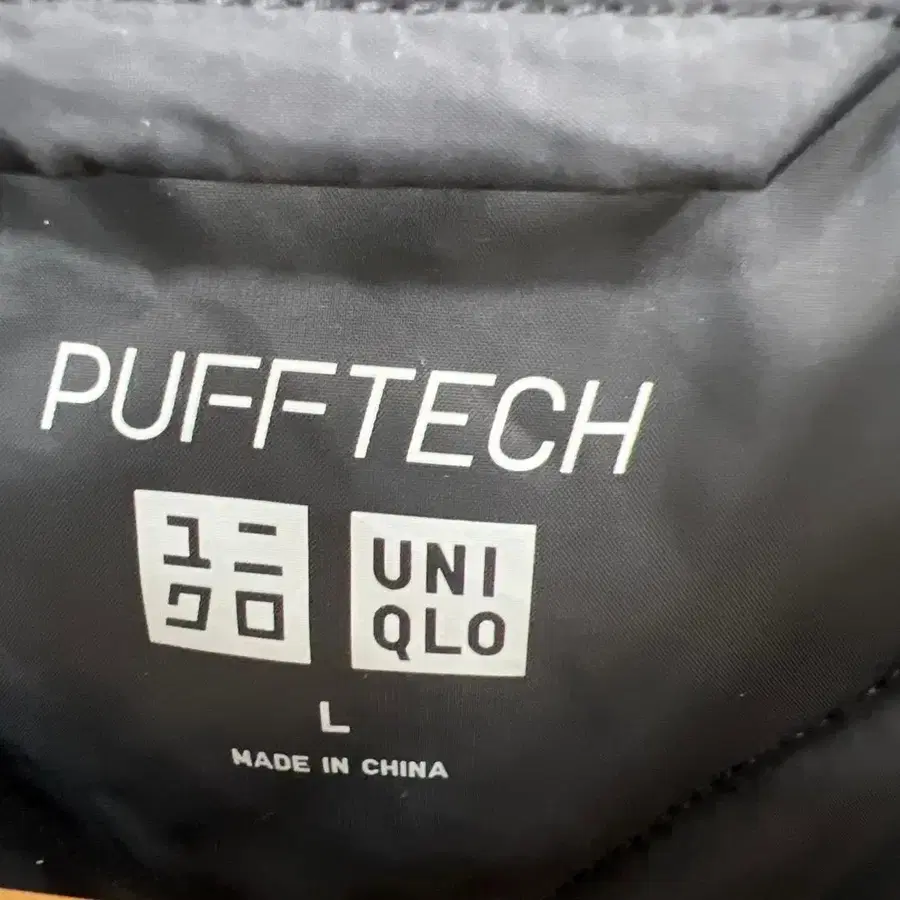 PUFFTECH
ユニ UNI
クロ QLO
L
MADE IN CHINA